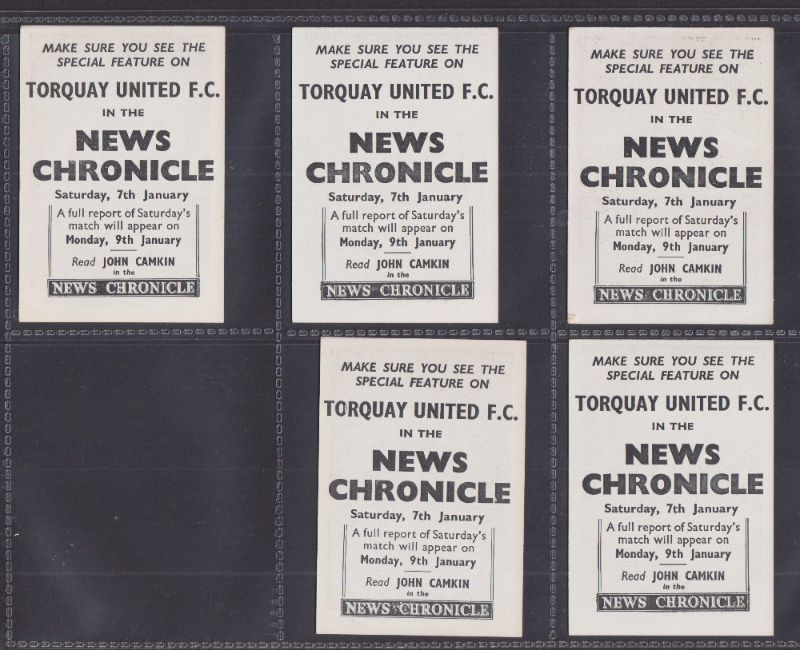 MAKE SURE YOU SEE THE
SPECIAL FEATURE ON
TORQUAY UNITED F.C.
IN THE
NEWS
CHRONICLE
Saturday, 7th January
A full report of Saturday's
match will appear on
Monday, 9th January
Read JOHN CAMKIN
in the
NEWS CHRONICLE
MAKE SURE YOU SEE THE
SPECIAL FEATURE ON
TORQUAY UNITED F.C.
IN THE
NEWS
CHRONICLE
Saturday, 7th January
A full report of Saturday's
match will appear on
Monday, 9th January
Read JOHN CAMKIN
in the
NEWS CHRONICLE
MAKE SURE YOU SEE THE
SPECIAL FEATURE ON
TORQUAY UNITED F.C.
IN THE
NEWS
CHRONICLE
Saturday, 7th January
A full report of Saturday's
match will appear on
Monday, 9th January
Read JOHN CAMKIN
in the
NEWS CHRONICLE
MAKE SURE YOU SEE THE
SPECIAL FEATURE ON
TORQUAY UNITED F.C.
IN THE
NEWS
CHRONICLE
Saturday, 7th January
A full report of Saturday's
match will appear on
Monday, 9th January
Read JOHN CAMKIN
in the
NEWS CHRONICLE
MAKE SURE YOU SEE THE
SPECIAL FEATURE ON
TORQUAY UNITED F.C.
IN THE
NEWS
CHRONICLE
Saturday, 7th January
A full report of Saturday's
match will appear on
Monday, 9th January
Read JOHN CAMKIN
in the
NEWS CHRONICLE